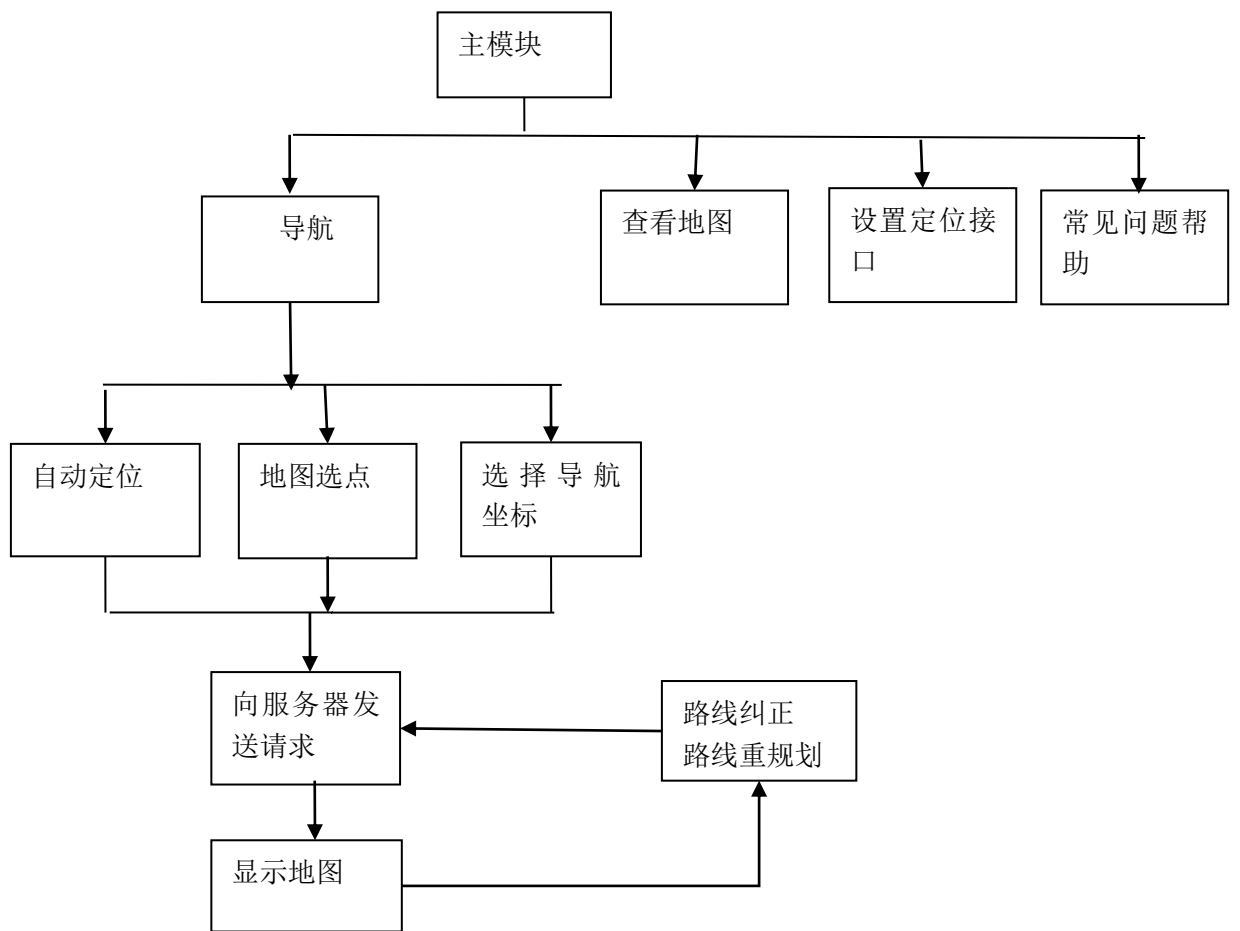 主模块
导航
查看地图
设置定位接
口
常见问题帮
助
自动定位
地图选点
选择导航
坐标
向服务器发
送请求
路线纠正
路线重规划
显示地图